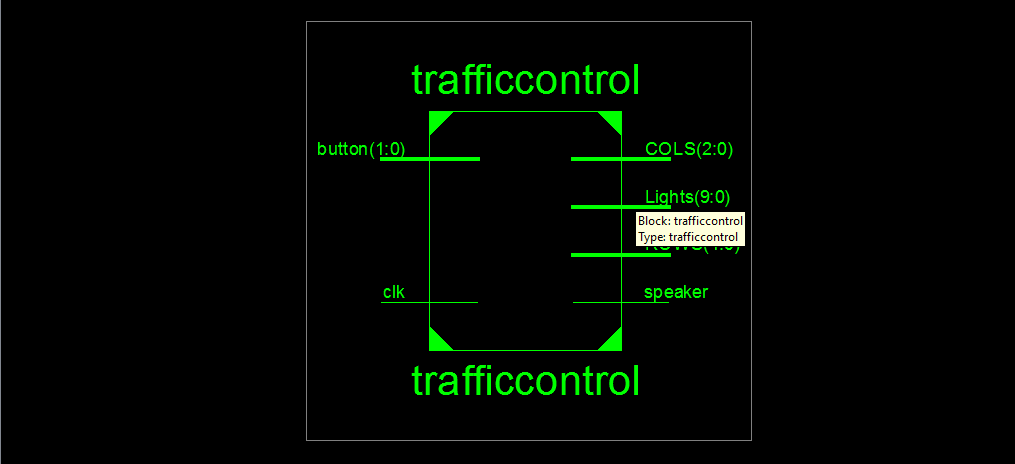 trafficcontrol
button(1:0)
COLS(2:0)
Lights(9:0)
Block: trafficcontrol
Type: trafficcontrol
clk
speaker
trafficcontrol